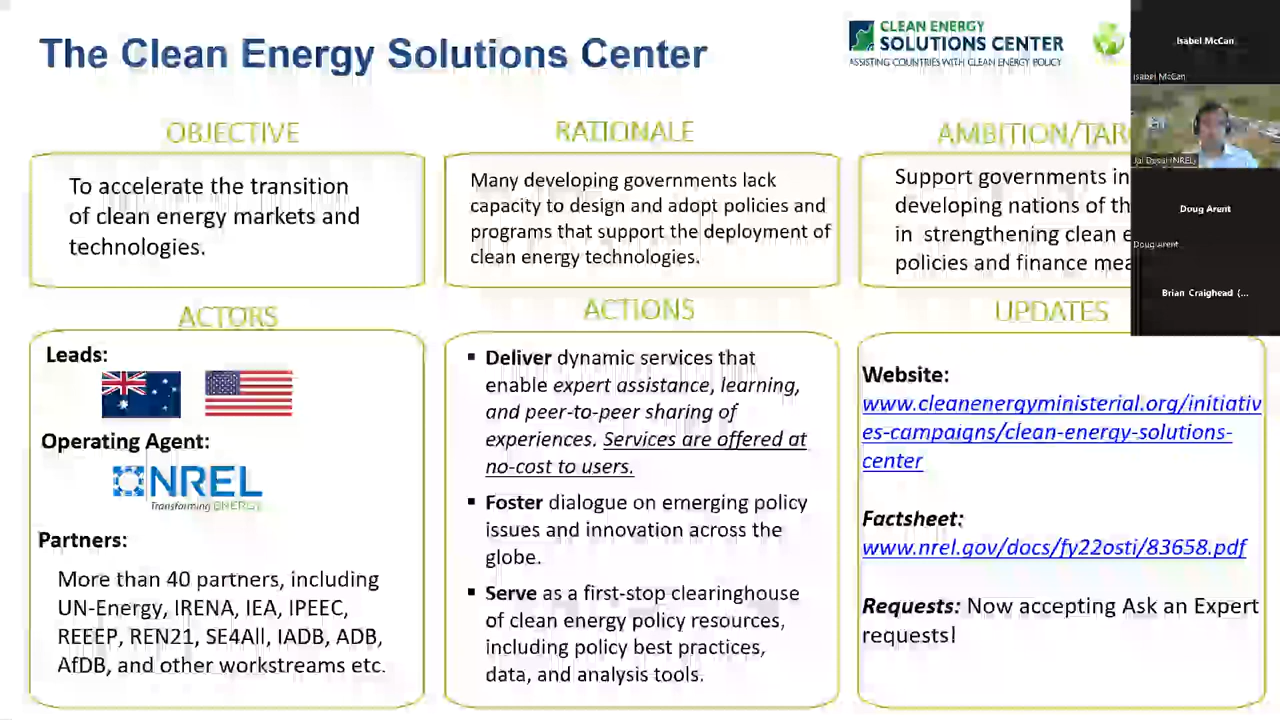 The Clean Energy Solutions Center
CLEAN ENERGY
SOLUTIONS CENTER
ASSISTING COUNTRIES WITH CLEAN ENERGY POLICY
OBJECTIVE
To accelerate the transition
of clean energy markets and
technologies.
RATIONALE
Many developing governments lack
capacity to design and adopt policies and
programs that support the deployment of
clean energy technologies.
AMBITION/TAR
Support governments in
developing nations of th
in strengthening clean e
policies and finance mea
ACTORS
Leads:
Operating Agent:
NREL
Transforming ENERGY
Partners:
More than 40 partners, including
UN-Energy, IRENA, IEA, IPEEC,
REEEP, REN21, SE4All, IADB, ADB,
AfDB, and other workstreams etc.
ACTIONS
▪ Deliver dynamic services that
enable expert assistance, learning,
and peer-to-peer sharing of
experiences. Services are offered at
no-cost to users.
▪ Foster dialogue on emerging policy
issues and innovation across the
globe.
▪ Serve as a first-stop clearinghouse
of clean energy policy resources,
including policy best practices,
data, and analysis tools.
UPDATES
Website:
www.cleanenergyministerial.org/initiativ
es-campaigns/clean-energy-solutions-
center
Factsheet:
www.nrel.gov/docs/fy22osti/83658.pdf
Requests: Now accepting Ask an Expert
requests!
Isabel McCan
Isabel McCan
(NREL)
Doug Arent
Doug Arent
Brian Craighead (...